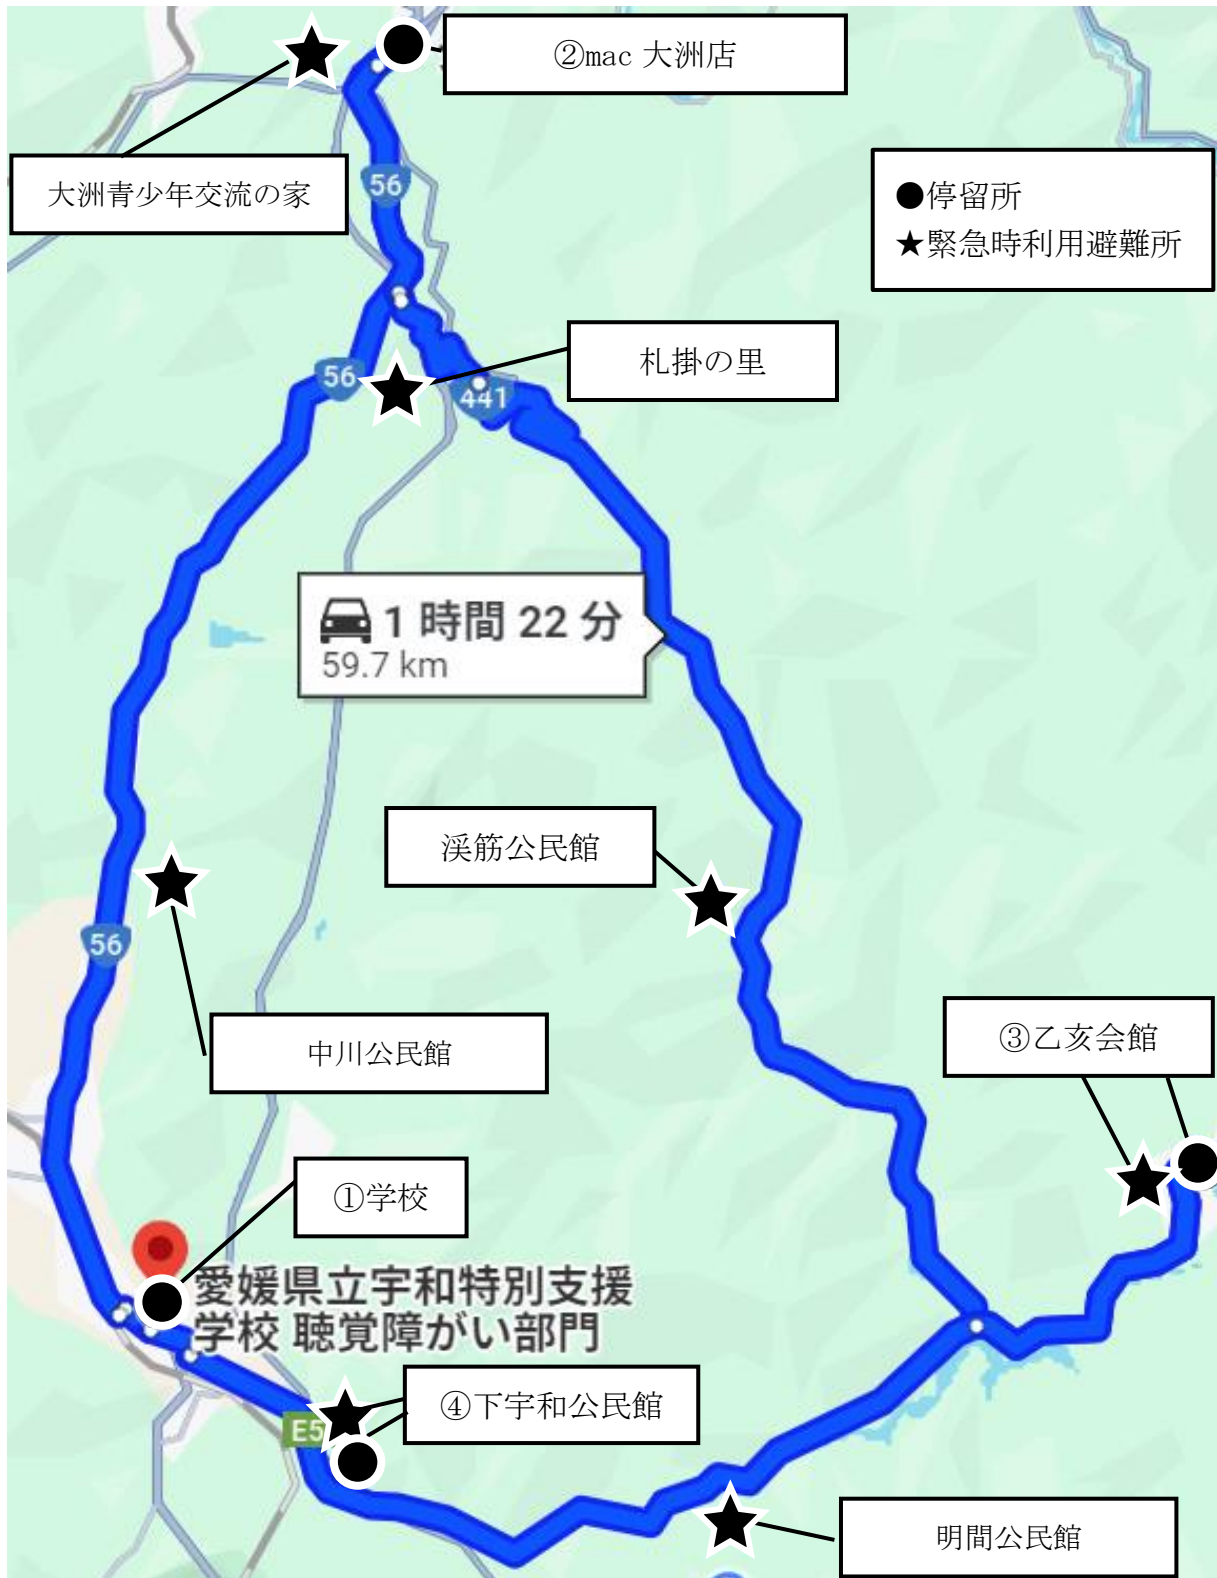 ②mac 大洲店
大洲青少年交流の家
56
●停留所
★緊急時利用避難所
札掛の里
56
441
1 時間 22 分
59.7 km
渓筋公民館
56
③乙亥会館
中川公民館
①学校
愛媛県立宇和特別支援
学校 聴覚障がい部門
④下宇和公民館
E5
明間公民館